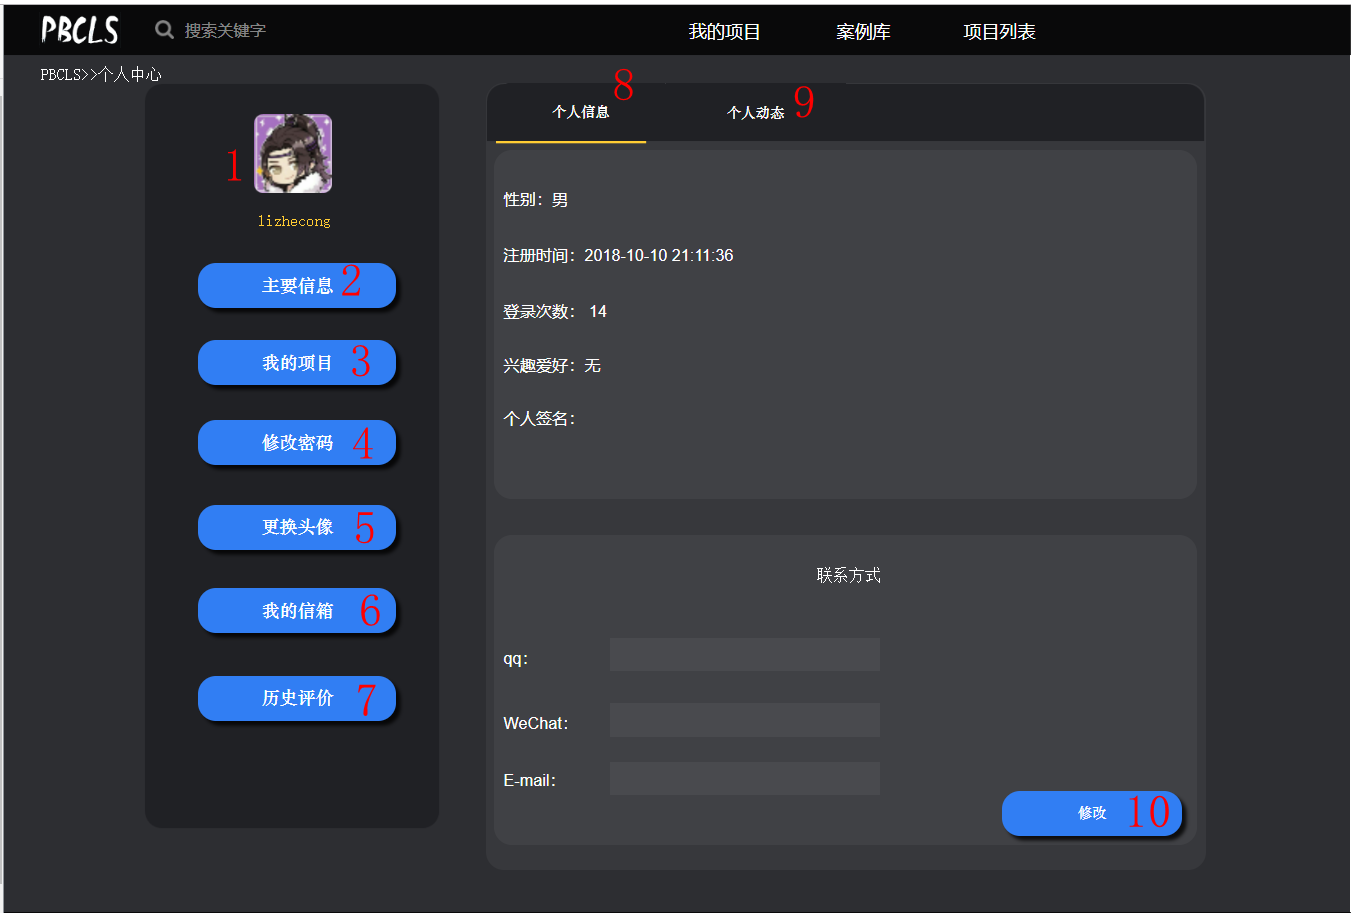 PBCLS 搜索关键字 我的项目 案例库 项目列表
PBCLS>>个人中心
1
lizhecong
主要信息 2
我的项目 3
修改密码 4
更换头像 5
我的信箱 6
历史评价 7
个人信息 8 个人动态 9
性别：男
注册时间：2018-10-10 21:11:36
登录次数： 14
兴趣爱好：无
个人签名：
联系方式
qq：
WeChat：
E-mail：
修改 10